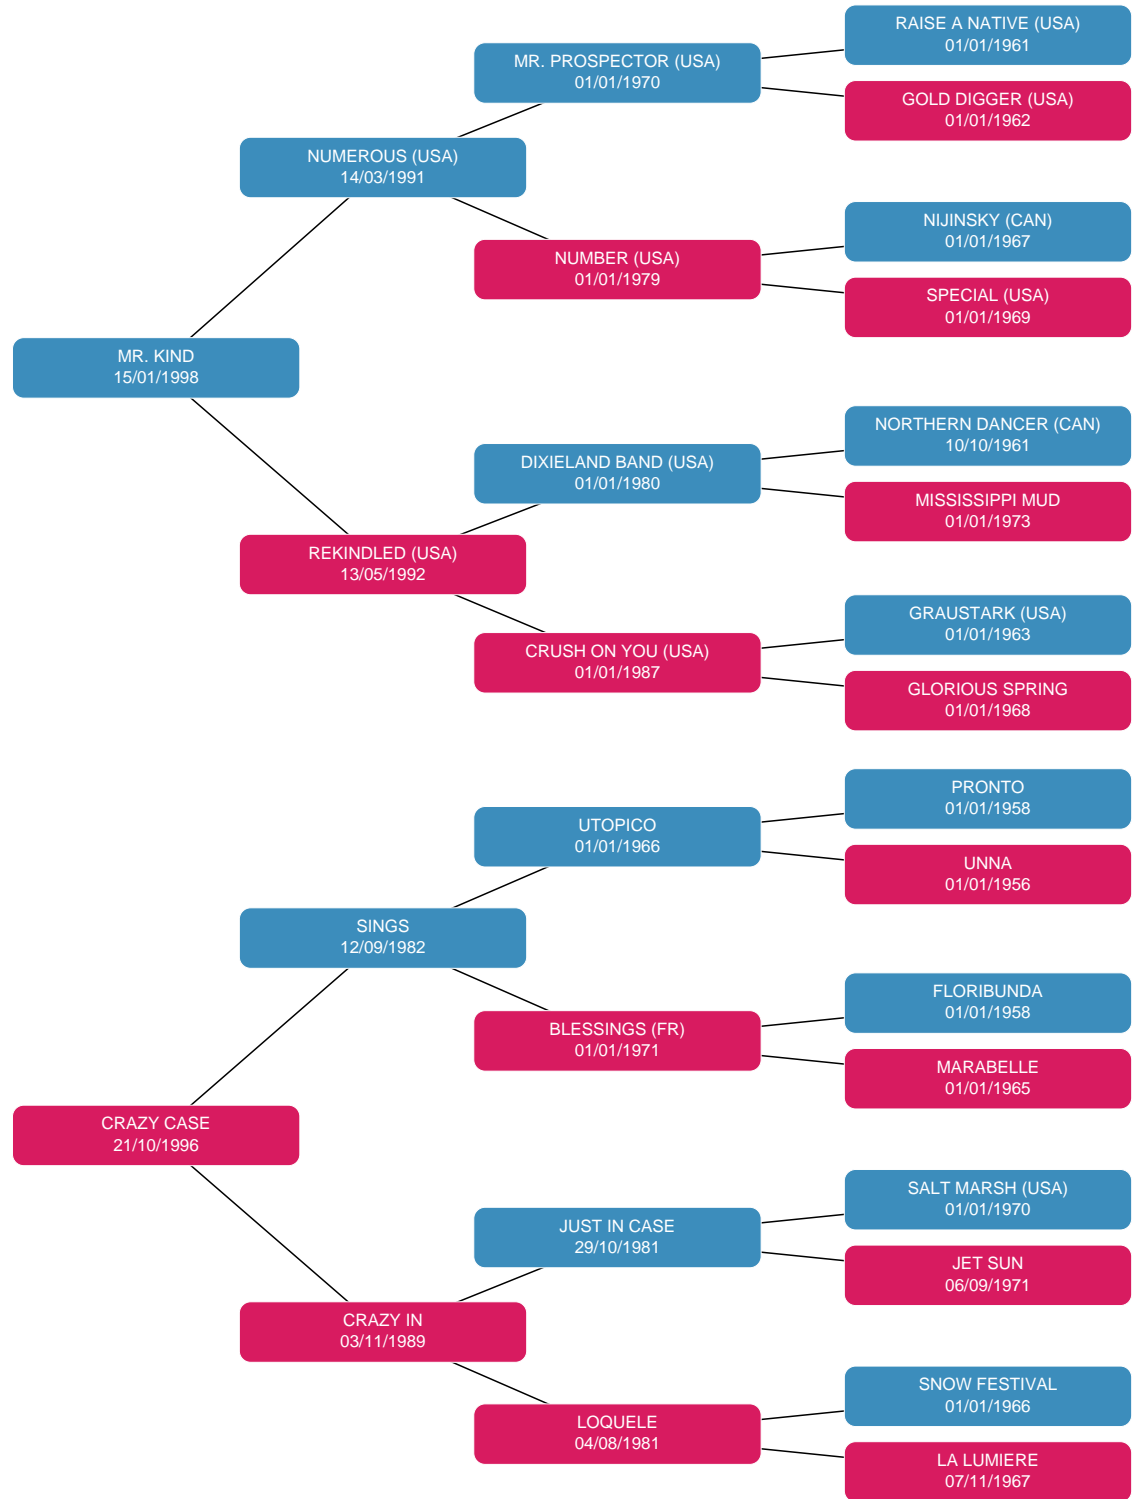 RAISE A NATIVE (USA)
01/01/1961
MR. PROSPECTOR (USA)
01/01/1970
GOLD DIGGER (USA)
01/01/1962
NUMEROUS (USA)
14/03/1991
NIJINSKY (CAN)
01/01/1967
NUMBER (USA)
01/01/1979
SPECIAL (USA)
01/01/1969
MR. KIND
15/01/1998
NORTHERN DANCER (CAN)
10/10/1961
DIXIELAND BAND (USA)
01/01/1980
MISSISSIPPI MUD
01/01/1973
REKINDLED (USA)
13/05/1992
GRAUSTARK (USA)
01/01/1963
CRUSH ON YOU (USA)
01/01/1987
GLORIOUS SPRING
01/01/1968
PRONTO
01/01/1958
UTOPICO
01/01/1966
UNNA
01/01/1956
SINGS
12/09/1982
FLORIBUNDA
01/01/1958
BLESSINGS (FR)
01/01/1971
MARABELLE
01/01/1965
CRAZY CASE
21/10/1996
SALT MARSH (USA)
01/01/1970
JUST IN CASE
29/10/1981
JET SUN
06/09/1971
CRAZY IN
03/11/1989
SNOW FESTIVAL
01/01/1966
LOQUELE
04/08/1981
LA LUMIERE
07/11/1967